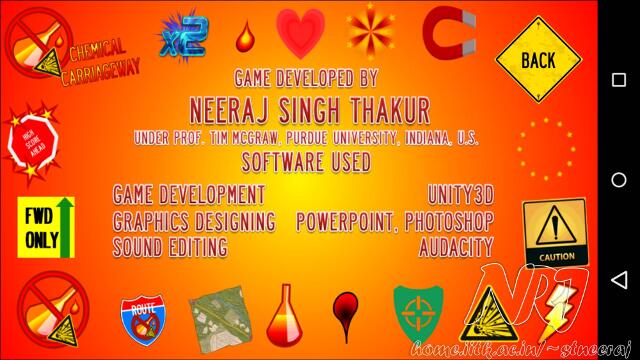 CHEMICAL
CARRIAGEWAY
x2
BACK
GAME DEVELOPED BY
NEERAJ SINGH THAKUR
UNDER PROF. TIM MCGRAW, PURDUE UNIVERSITY, INDIANA, U.S.
SOFTWARE USED
HIGH
SCORE
AHEAD
GAME DEVELOPMENT UNITY3D
GRAPHICS DESIGNING POWERPOINT, PHOTOSHOP
SOUND EDITING AUDACITY
FWD
ONLY
CAUTION
ROUTE
NRJ
home.iitk.ac.in/~stneeraj